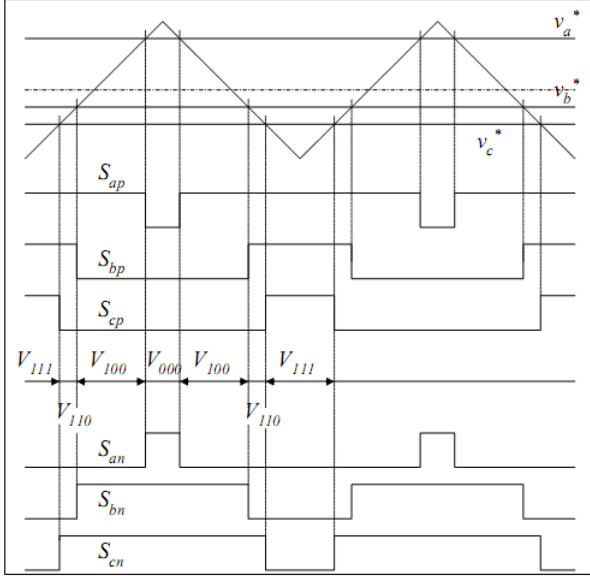 v_a^*
v_b^*
v_c^*
S_ap
S_bp
S_cp
V_111 V_100 V_000 V_100 V_111
V_110 V_110
S_an
S_bn
S_cn